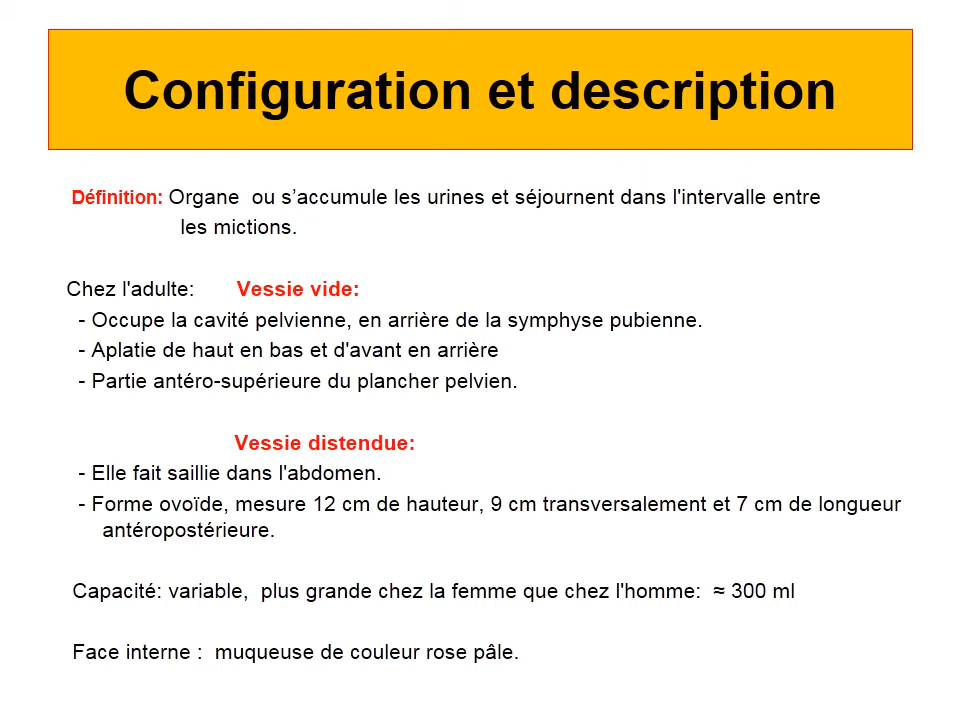 Configuration et description
Définition: Organe ou s’accumule les urines et séjournent dans l'intervalle entre
les mictions.
Chez l'adulte: Vessie vide:
- Occupe la cavité pelvienne, en arrière de la symphyse pubienne.
- Aplatie de haut en bas et d'avant en arrière
- Partie antéro-supérieure du plancher pelvien.
Vessie distendue:
- Elle fait saillie dans l'abdomen.
- Forme ovoïde, mesure 12 cm de hauteur, 9 cm transversalement et 7 cm de longueur
antéropostérieure.
Capacité: variable, plus grande chez la femme que chez l'homme: ≈ 300 ml
Face interne : muqueuse de couleur rose pâle.